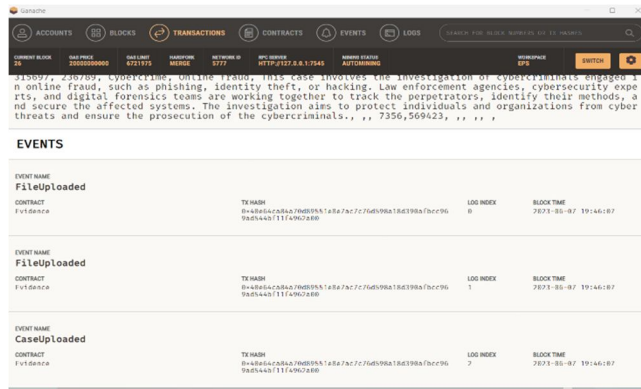 Ganache
ACCOUNTS BLOCKS TRANSACTIONS CONTRACTS EVENTS LOGS SEARCH FOR BLOCK NUMBERS OR TX HASHES
CURRENT BLOCK GAS PRICE GAS LIMIT HARDFORK NETWORK ID RPC SERVER MINING STATUS WORKSPACE SWITCH
26 20000000000 6721975 MERGE 5777 HTTP://127.0.0.1:7545 AUTOMINING EPS
315697, 236789, Cybercrime, Online Fraud, This case involves the investigation of cybercriminals engaged i
n online fraud, such as phishing, identity theft, or hacking. Law enforcement agencies, cybersecurity expe
rts, and digital forensics teams are working together to track the perpetrators, identify their methods, a
nd secure the affected systems. The investigation aims to protect individuals and organizations from cyber
threats and ensure the prosecution of the cybercriminals., ,, 7356,569423, ,, ,, ,
EVENTS
EVENT NAME
FileUploaded
CONTRACT TX HASH LOG INDEX BLOCK TIME
Evidence 0 2023-06-07 19:46:07
EVENT NAME
FileUploaded
CONTRACT TX HASH LOG INDEX BLOCK TIME
Evidence 1 2023-06-07 19:46:07
EVENT NAME
CaseUploaded
CONTRACT TX HASH LOG INDEX BLOCK TIME
Evidence 2 2023-06-07 19:46:07